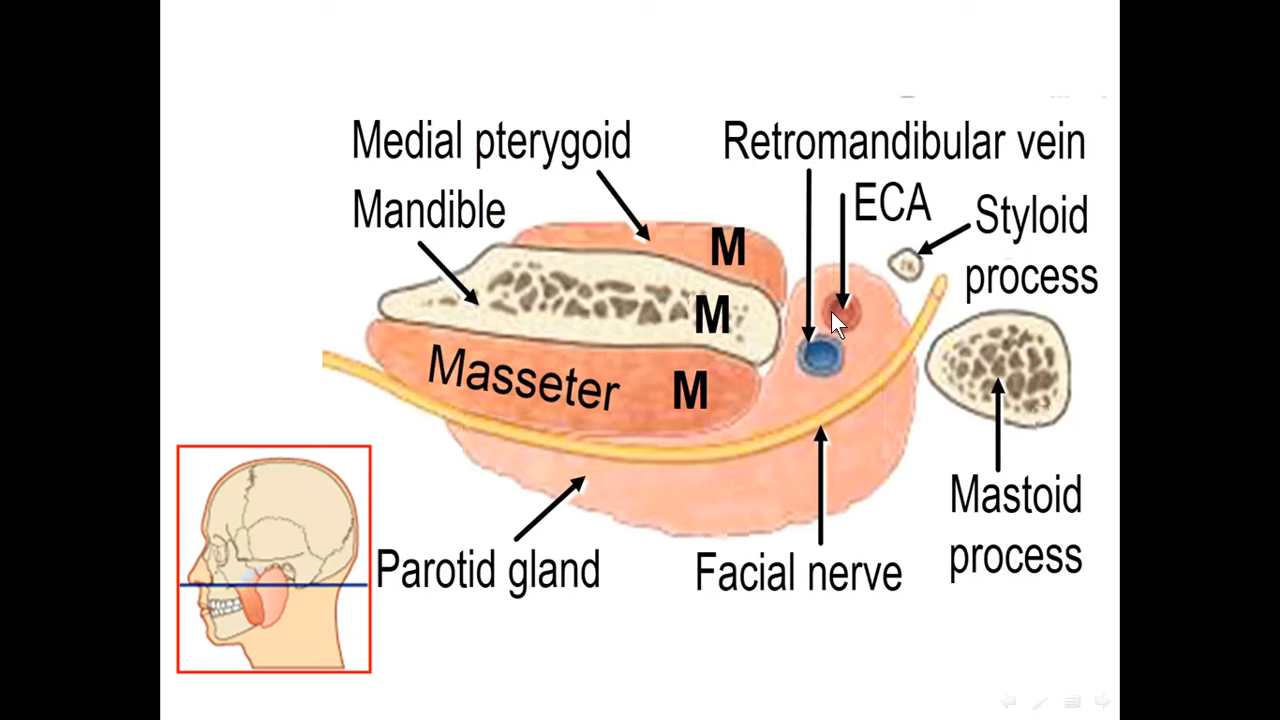 Medial pterygoid
Retromandibular vein
Mandible
ECA
Styloid
process
M
M
Masseter
M
Mastoid
process
Parotid gland
Facial nerve